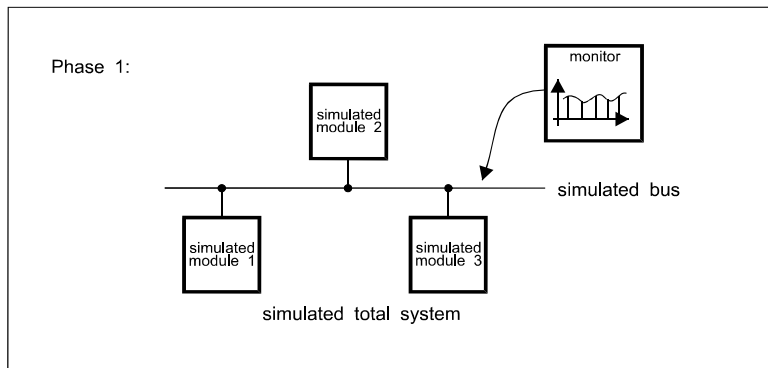 Phase 1:
monitor
simulated
module 2
simulated bus
simulated
module 1
simulated
module 3
simulated total system